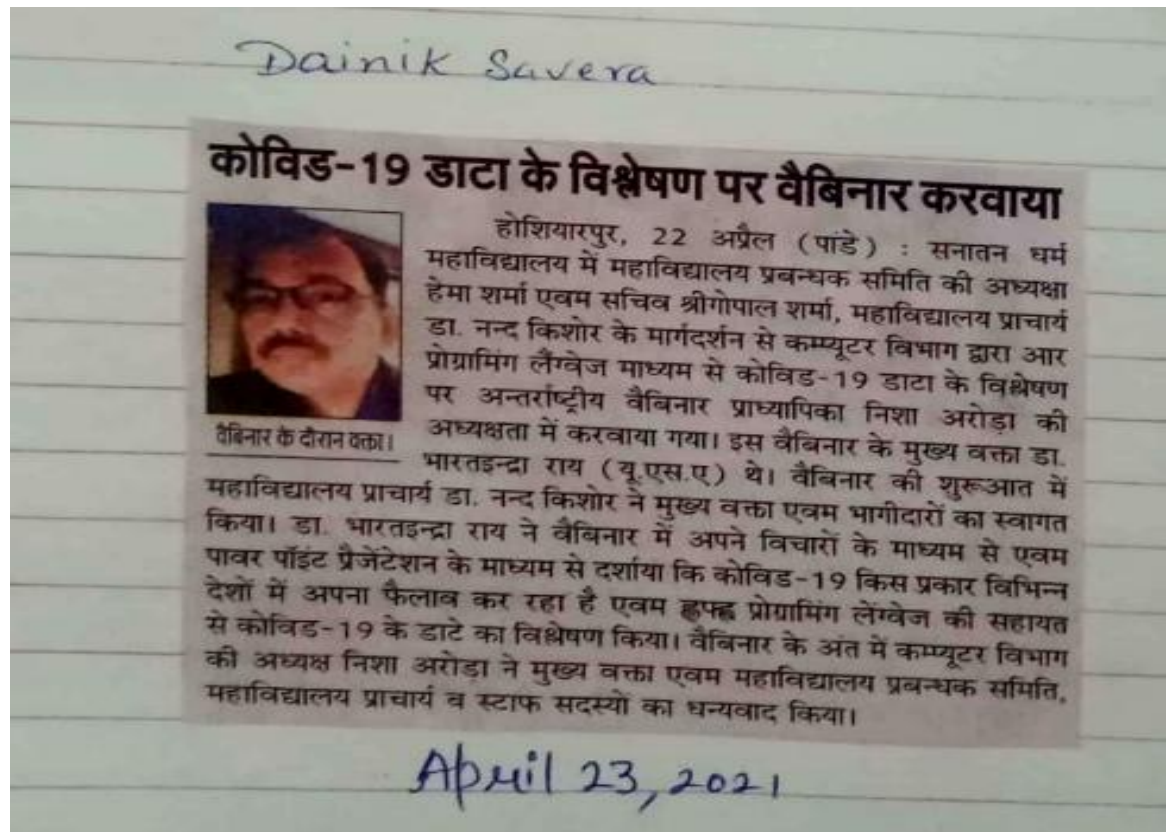 Dainik Savera
कोविड-19 डाटा के विश्लेषण पर वैबिनार करवाया
होशियारपुर, 22 अप्रैल (पांडे) : सनातन धर्म
महाविद्यालय में महाविद्यालय प्रबन्धक समिति की अध्यक्षा
हेमा शर्मा एवम सचिव श्रीगोपाल शर्मा, महाविद्यालय प्राचार्य
डा. नन्द किशोर के मार्गदर्शन से कम्प्यूटर विभाग द्वारा आर
प्रोग्रामिंग लैंग्वेज माध्यम से कोविड-19 डाटा के विश्लेषण
पर अन्तर्राष्ट्रीय वैबिनार प्राध्यापिका निशा अरोड़ा की
अध्यक्षता में करवाया गया। इस वैबिनार के मुख्य वक्ता डा.
भारतइन्द्रा राय (यू.एस.ए) थे। वैबिनार की शुरूआत में
वैबिनार के दौरान वक्ता।
महाविद्यालय प्राचार्य डा. नन्द किशोर ने मुख्य वक्ता एवम भागीदारों का स्वागत
किया। डा. भारतइन्द्रा राय ने वैबिनार में अपने विचारों के माध्यम से एवम
पावर पॉइंट प्रैजेंटेशन के माध्यम से दर्शाया कि कोविड-19 किस प्रकार विभिन्न
देशों में अपना फैलाव कर रहा है एवम ह्रफ्ह्र प्रोग्रामिंग लेंग्वेज की सहायत
से कोविड-19 के डाटे का विश्लेषण किया। वैबिनार के अंत में कम्प्यूटर विभाग
की अध्यक्ष निशा अरोड़ा ने मुख्य वक्ता एवम महाविद्यालय प्रबन्धक समिति,
महाविद्यालय प्राचार्य व स्टाफ सदस्यों का धन्यवाद किया।
April 23, 2021